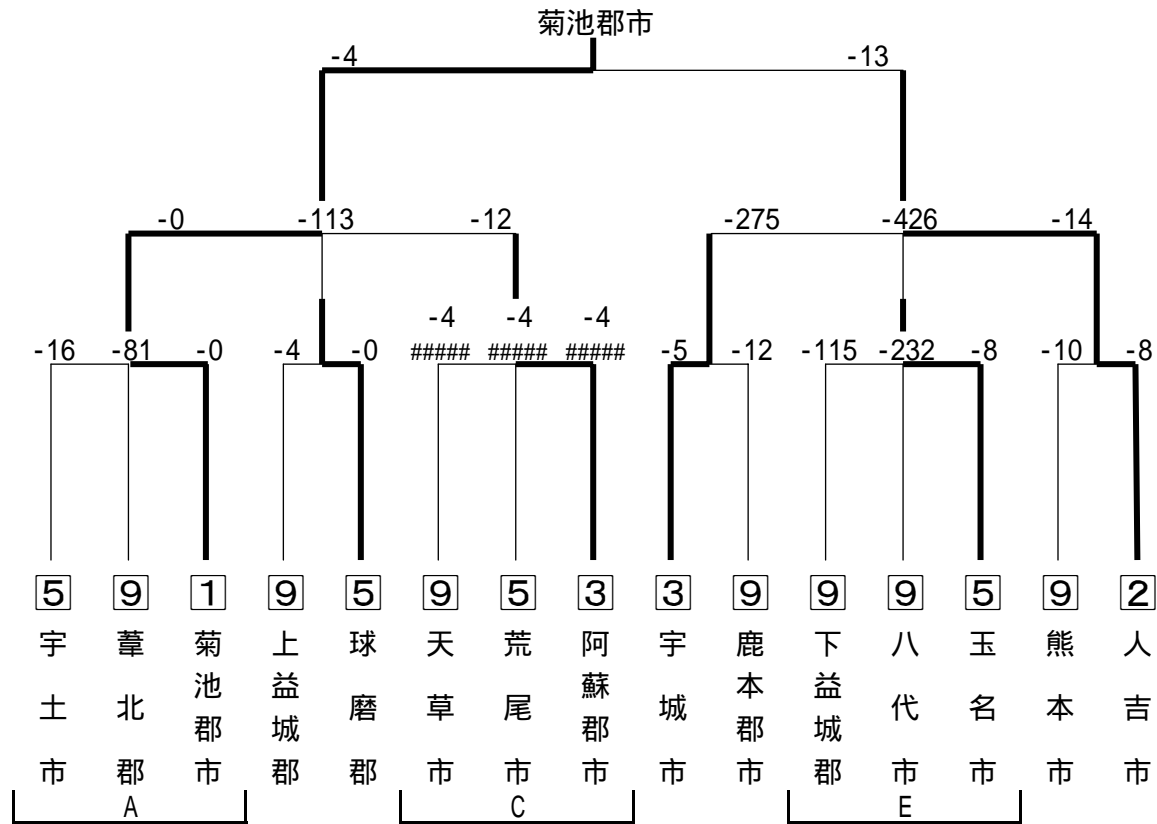 菊池郡市
-4 -13
-0 -113 -12 -275 -426 -14
-4 -4 -4
-16 -81 -0 -4 -0 ##### ##### ##### -5 -12 -115 -232 -8 -10 -8
5 9 1 9 5 9 5 3 3 9 9 9 5 9 2
宇土市
葦北郡
菊池郡市
上益城郡
球磨郡
天草市
荒尾市
阿蘇郡市
宇城市
鹿本郡市
下益城郡
八代市
玉名市
熊本市
人吉市
A C E